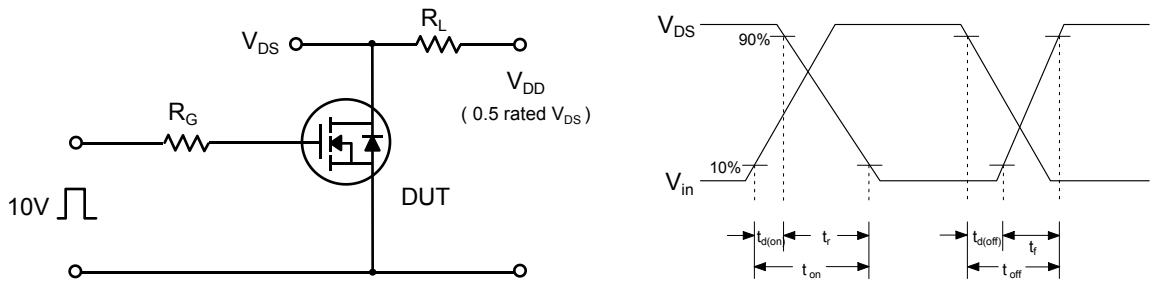 R_L
V_DS
V_DD
( 0.5 rated V_DS )
R_G
10V
DUT
V_DS
90%
10%
V_in
t_d(on)
t_r
t_on
t_d(off)
t_f
t_off